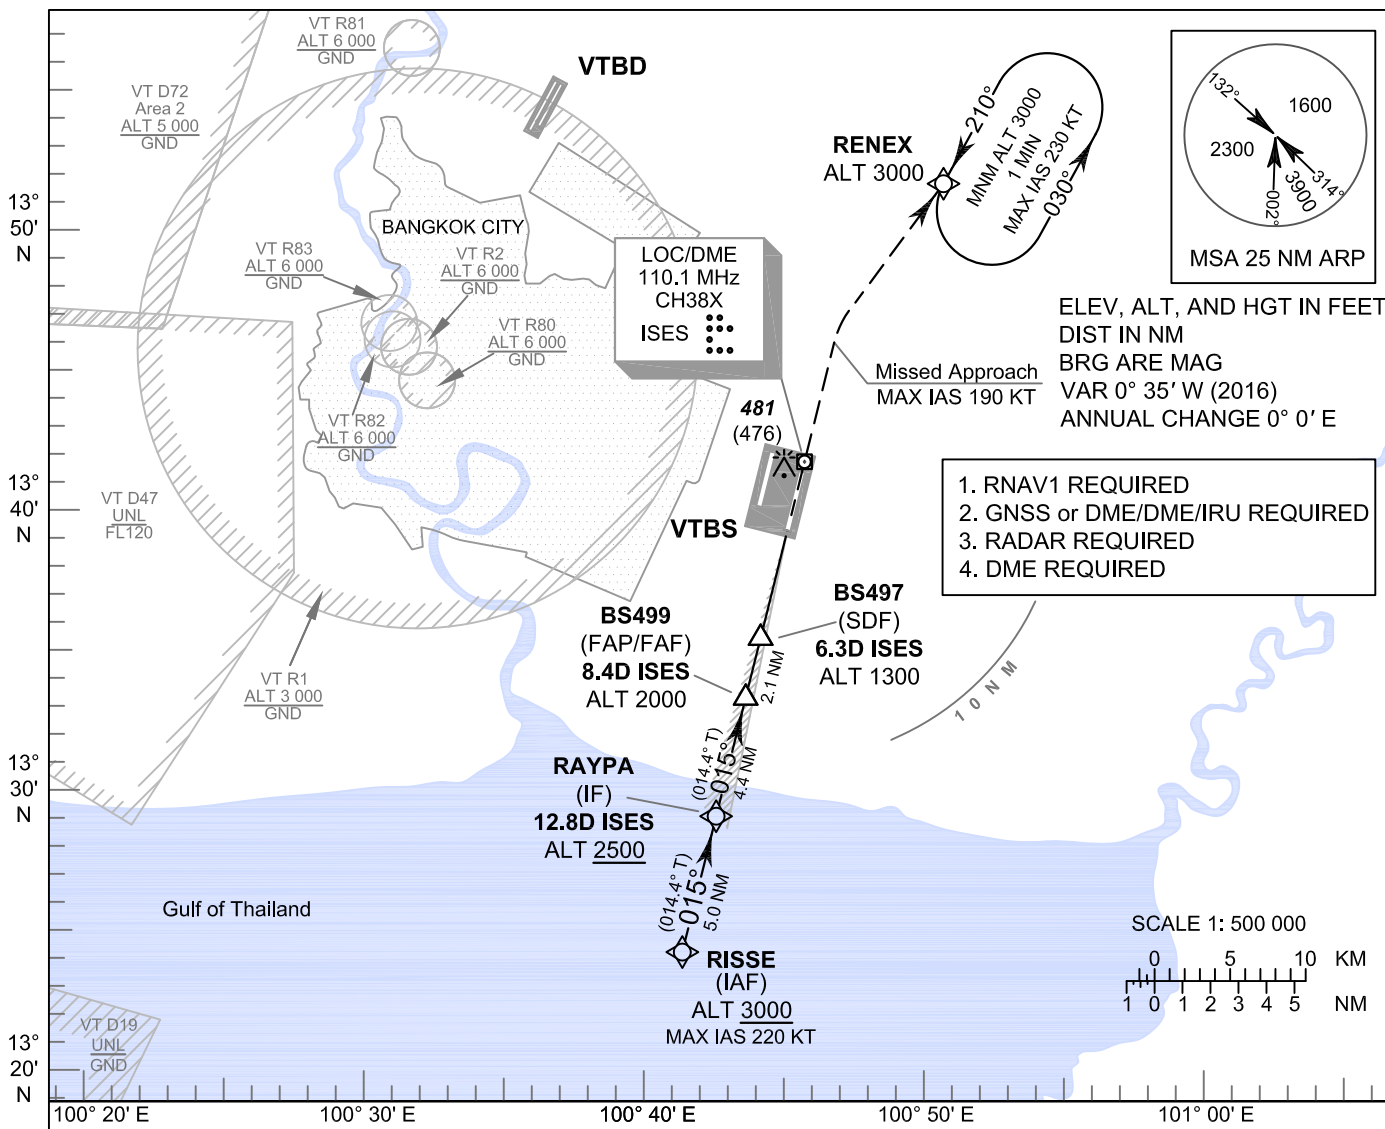 VT R81
ALT 6 000
GND
VTBD
VT D72
Area 2
ALT 5 000
GND
RENEX
ALT 3000
210°
MNM ALT 3000
1 MIN
MAX IAS 230 KT
030°
132°
1600
2300
3900
314°
002°
MSA 25 NM ARP
13°
50'
N
BANGKOK CITY
VT R83
ALT 6 000
GND
VT R2
ALT 6 000
GND
LOC/DME
110.1 MHz
CH38X
ISES
ELEV, ALT, AND HGT IN FEET
DIST IN NM
BRG ARE MAG
VAR 0° 35' W (2016)
ANNUAL CHANGE 0° 0' E
VT R80
ALT 6 000
GND
Missed Approach
MAX IAS 190 KT
VT R82
ALT 6 000
GND
481
(476)
13°
40'
N
VT D47
UNL
FL120
VTBS
1. RNAV1 REQUIRED
2. GNSS or DME/DME/IRU REQUIRED
3. RADAR REQUIRED
4. DME REQUIRED
BS499
(FAP/FAF)
8.4D ISES
ALT 2000
BS497
(SDF)
6.3D ISES
ALT 1300
2.1 NM
VT R1
ALT 3 000
GND
10 NM
13°
30'
N
RAYPA
(IF)
12.8D ISES
ALT 2500
(014.4° T)
015°
4.4 NM
(014.4° T)
015°
5.0 NM
Gulf of Thailand
RISSE
(IAF)
ALT 3000
MAX IAS 220 KT
SCALE 1: 500 000
0 5 10 KM
1 0 1 2 3 4 5 NM
VT D19
UNL
GND
13°
20'
N
100° 20' E
100° 30' E
100° 40' E
100° 50' E
101° 00' E